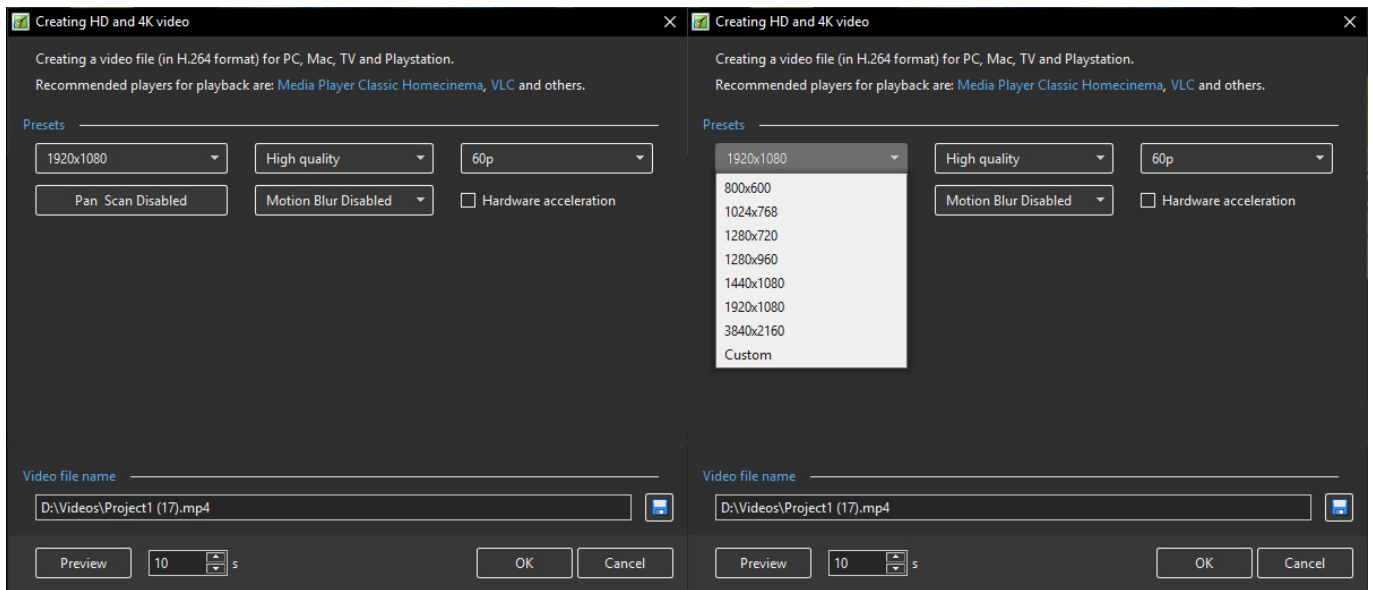 Creating HD and 4K video
Creating a video file (in H.264 format) for PC, Mac, TV and Playstation.
Recommended players for playback are: Media Player Classic Homecinema, VLC and others.
Presets
1920x1080 High quality 60p
Pan Scan Disabled Motion Blur Disabled Hardware acceleration
Video file name
D:\Videos\Project1 (17).mp4
Preview 10 s OK Cancel
Creating HD and 4K video
Creating a video file (in H.264 format) for PC, Mac, TV and Playstation.
Recommended players for playback are: Media Player Classic Homecinema, VLC and others.
Presets
1920x1080 High quality 60p
Motion Blur Disabled Hardware acceleration
800x600
1024x768
1280x720
1280x960
1440x1080
1920x1080
3840x2160
Custom
Video file name
D:\Videos\Project1 (17).mp4
Preview 10 s OK Cancel